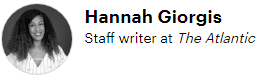 Hannah Giorgis
Staff writer at The Atlantic